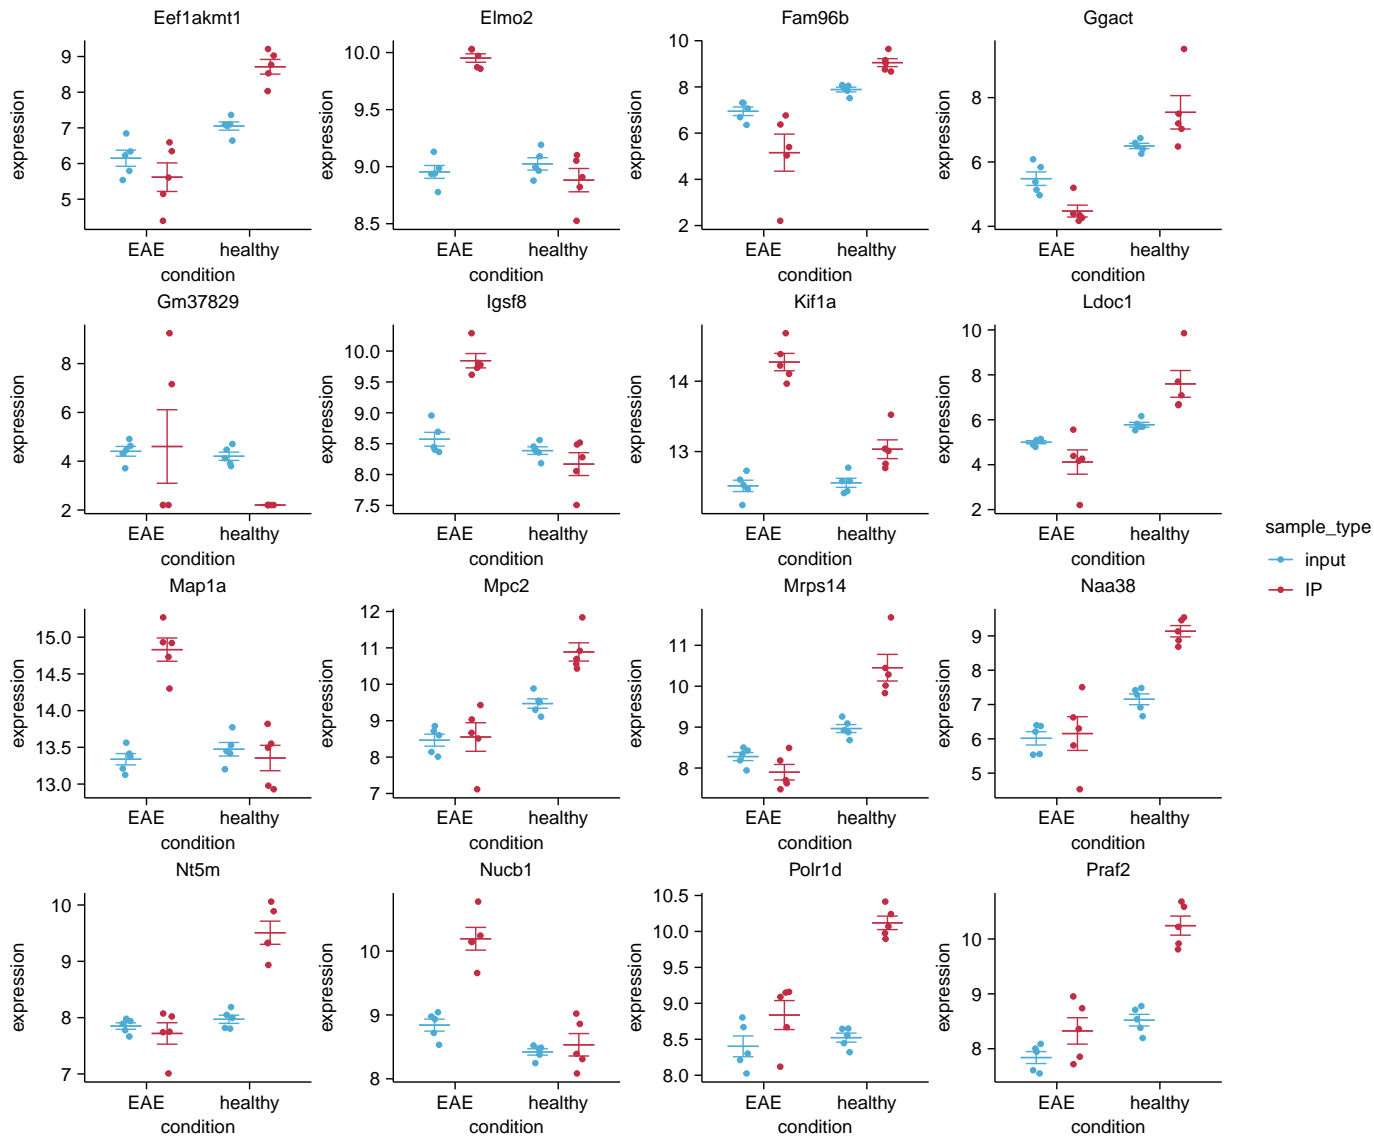 Eef1akmt1
Elmo2
Fam96b
Ggact
expression
9
8
7
6
5
EAE
healthy
condition
expression
10.0
9.5
9.0
8.5
EAE
healthy
condition
expression
10
8
6
4
2
EAE
healthy
condition
expression
8
6
4
EAE
healthy
condition
Gm37829
Igsf8
Kif1a
Ldoc1
expression
8
6
4
2
EAE
healthy
condition
expression
10.0
9.5
9.0
8.5
8.0
7.5
EAE
healthy
condition
expression
14
13
EAE
healthy
condition
expression
10
8
6
4
2
EAE
healthy
condition
sample_type
input
IP
Map1a
Mpc2
Mrps14
Naa38
expression
15.0
14.5
14.0
13.5
13.0
EAE
healthy
condition
expression
12
11
10
9
8
7
EAE
healthy
condition
expression
11
10
9
8
EAE
healthy
condition
expression
9
8
7
6
5
EAE
healthy
condition
Nt5m
Nucb1
Polr1d
Praf2
expression
10
9
8
7
EAE
healthy
condition
expression
10
9
8
EAE
healthy
condition
expression
10.5
10.0
9.5
9.0
8.5
8.0
EAE
healthy
condition
expression
10
9
8
EAE
healthy
condition